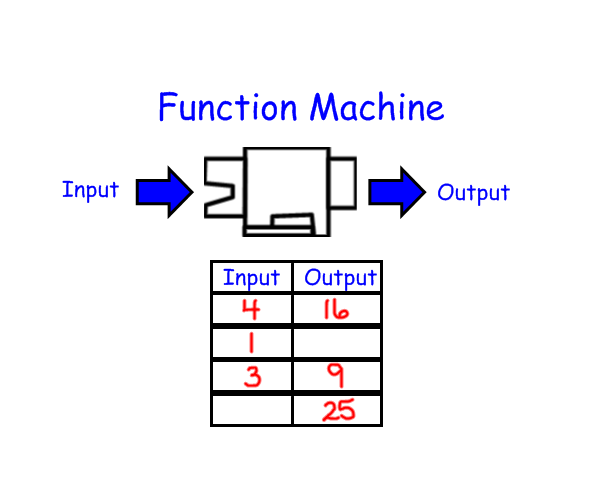 Function Machine
Input Output
Input Output
4 16
1
3 9
25